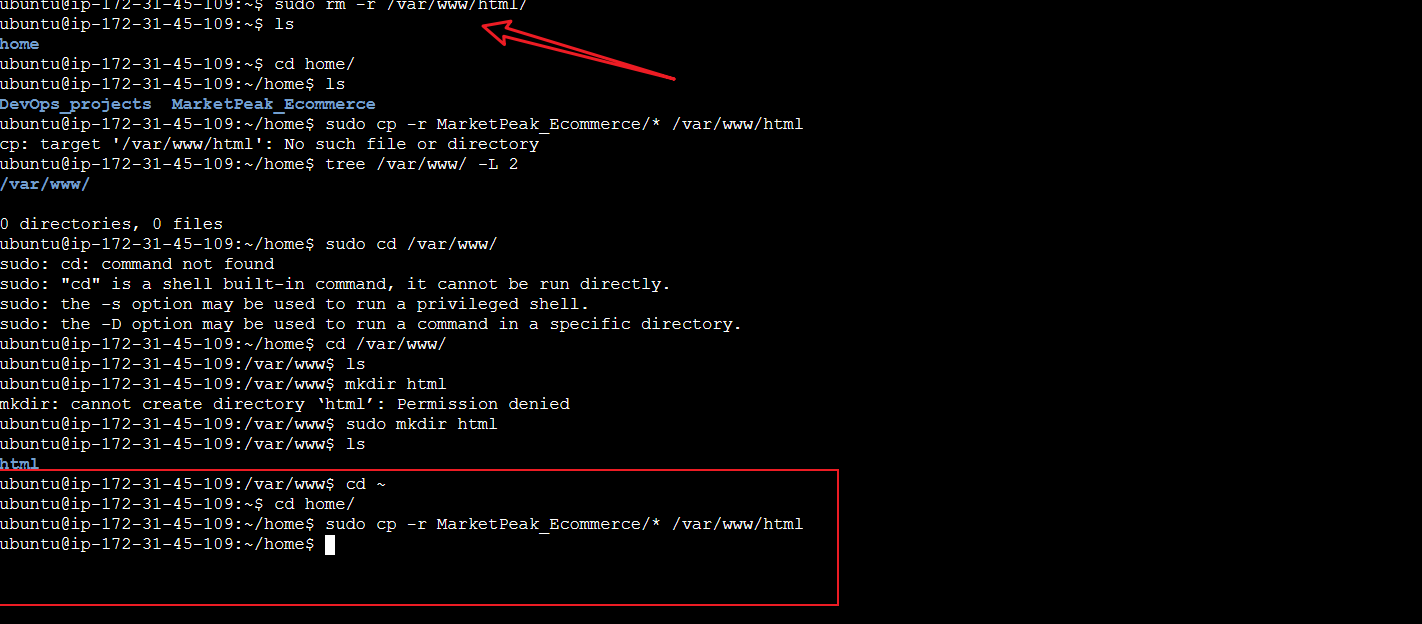 ubuntu@ip-172-31-45-109:~$ sudo rm -r /var/www/html/
ubuntu@ip-172-31-45-109:~$ ls
home
ubuntu@ip-172-31-45-109:~$ cd home/
ubuntu@ip-172-31-45-109:~/home$ ls
DevOps_projects  MarketPeak_Ecommerce
ubuntu@ip-172-31-45-109:~/home$ sudo cp -r MarketPeak_Ecommerce/* /var/www/html
cp: target '/var/www/html': No such file or directory
ubuntu@ip-172-31-45-109:~/home$ tree /var/www/ -L 2
/var/www/
0 directories, 0 files
ubuntu@ip-172-31-45-109:~/home$ sudo cd /var/www/
sudo: cd: command not found
sudo: "cd" is a shell built-in command, it cannot be run directly.
sudo: the -s option may be used to run a privileged shell.
sudo: the -D option may be used to run a command in a specific directory.
ubuntu@ip-172-31-45-109:~/home$ cd /var/www/
ubuntu@ip-172-31-45-109:/var/www$ ls
ubuntu@ip-172-31-45-109:/var/www$ mkdir html
mkdir: cannot create directory ‘html’: Permission denied
ubuntu@ip-172-31-45-109:/var/www$ sudo mkdir html
ubuntu@ip-172-31-45-109:/var/www$ ls
html
ubuntu@ip-172-31-45-109:/var/www$ cd ~
ubuntu@ip-172-31-45-109:~$ cd home/
ubuntu@ip-172-31-45-109:~/home$ sudo cp -r MarketPeak_Ecommerce/* /var/www/html
ubuntu@ip-172-31-45-109:~/home$